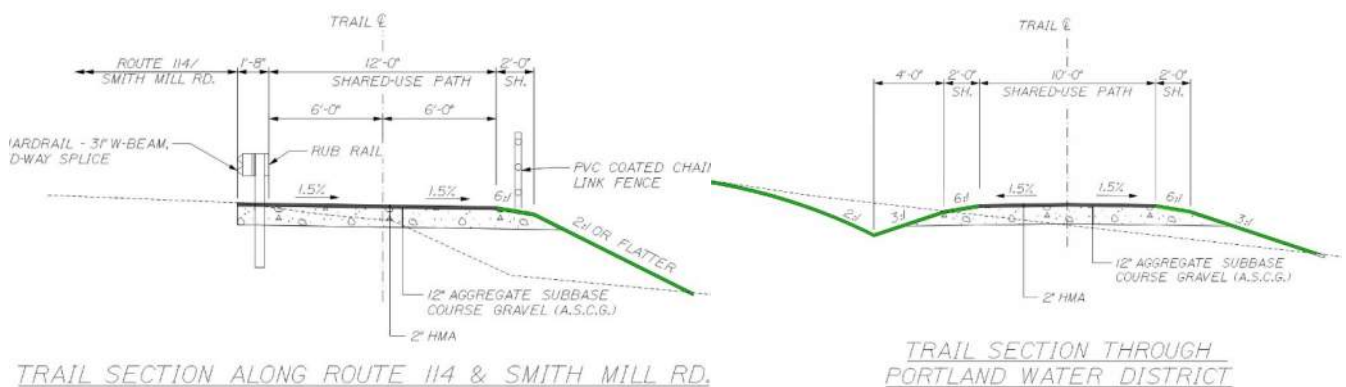 TRAIL ℄
ROUTE 114/
SMITH MILL RD.
1'-8"
12'-0"
SHARED-USE PATH
2'-0"
SH.
6'-0"
6'-0"
ARDRAIL - 31" W-BEAM,
D-WAY SPLICE
RUB RAIL
PVC COATED CHAIN
LINK FENCE
1.5%
1.5%
6:1
2:1 OR FLATTER
12" AGGREGATE SUBBASE
COURSE GRAVEL (A.S.C.G.)
2" HMA
TRAIL SECTION ALONG ROUTE 114 & SMITH MILL RD.
TRAIL ℄
4'-0"
2'-0"
SH.
10'-0"
SHARED-USE PATH
2'-0"
SH.
2:1
3:1
6:1
1.5%
1.5%
6:1
3:1
12" AGGREGATE SUBBASE
COURSE GRAVEL (A.S.C.G.)
2" HMA
TRAIL SECTION THROUGH
PORTLAND WATER DISTRICT